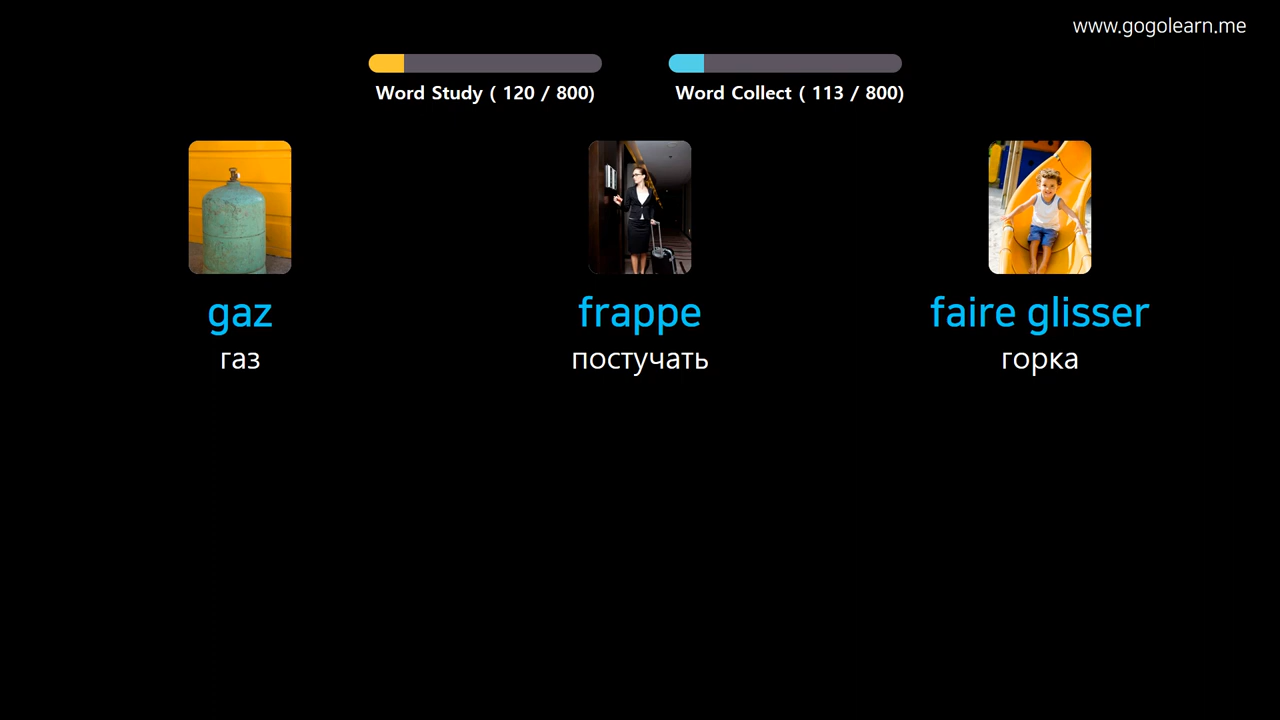 www.gogolearn.me
Word Study ( 120 / 800)
Word Collect ( 113 / 800)
gaz
frappe
faire glisser
газ
постучать
горка